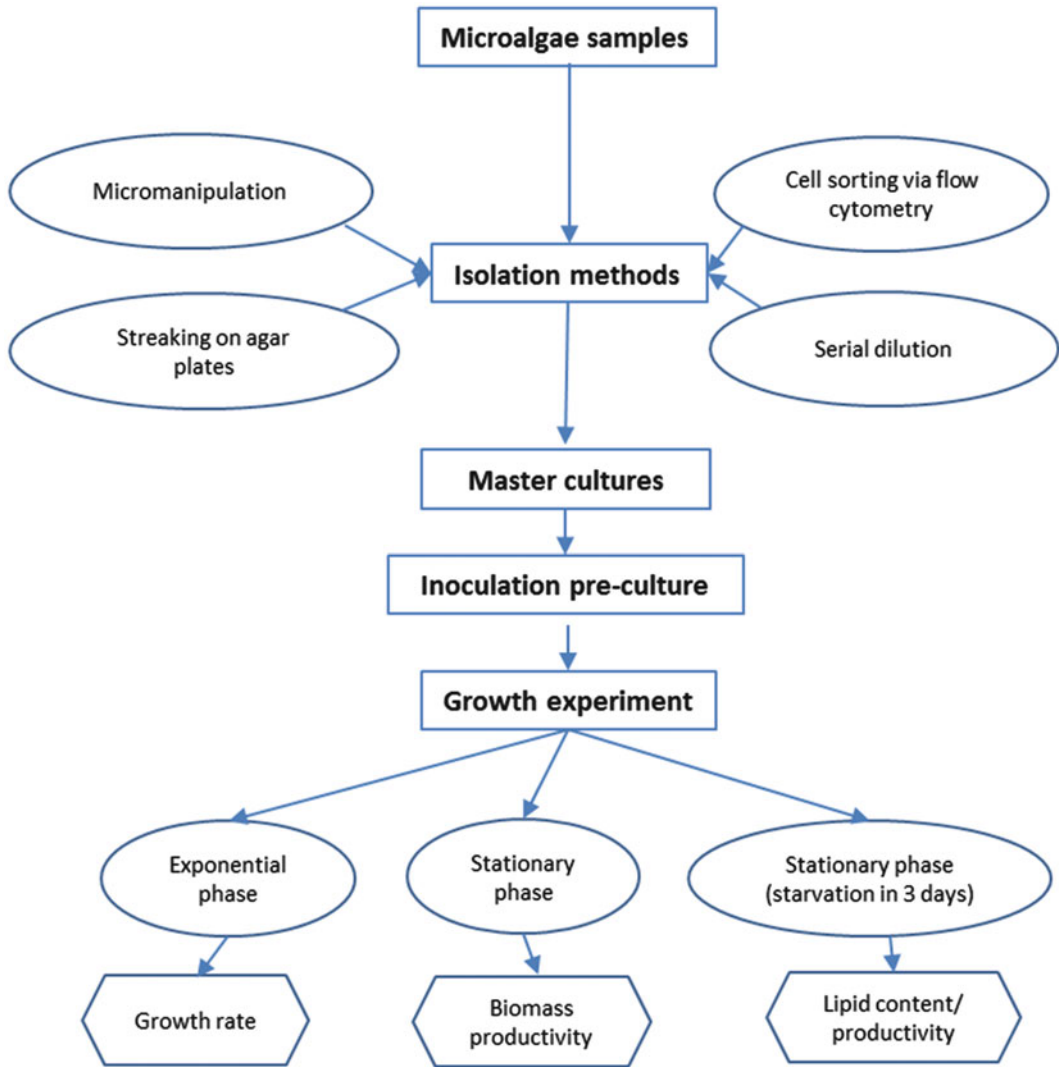 Microalgae samples
Micromanipulation
Cell sorting via flow
cytometry
Isolation methods
Streaking on agar
plates
Serial dilution
Master cultures
Inoculation pre-culture
Growth experiment
Exponential
phase
Stationary
phase
Stationary phase
(starvation in 3 days)
Growth rate
Biomass
productivity
Lipid content/
productivity